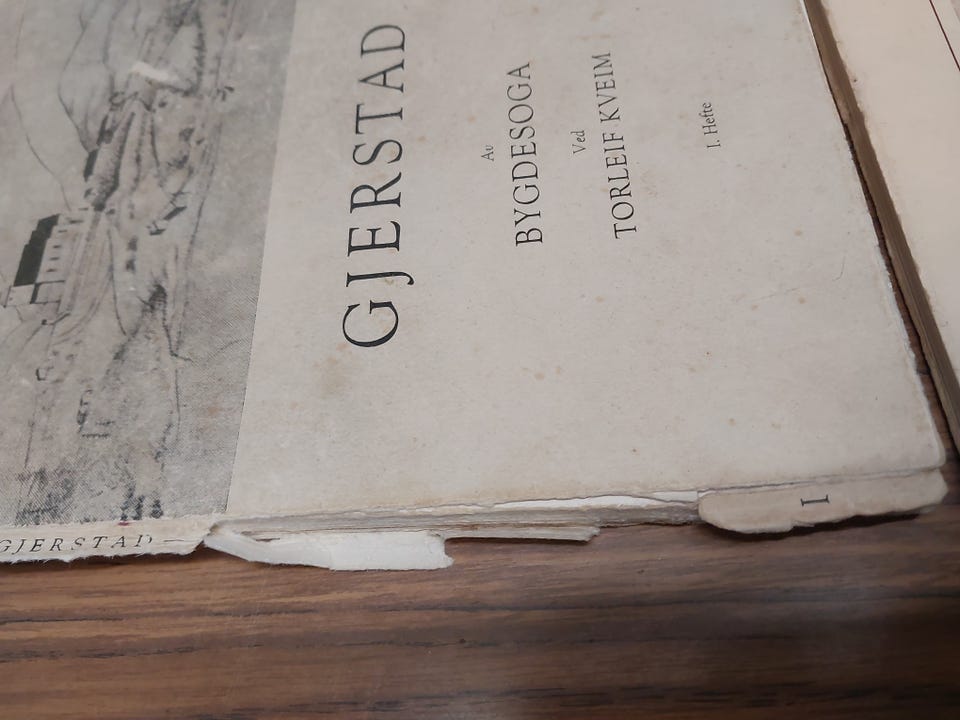 GJERSTAD
Av
BYGDESOGA
Ved
TORLEIF KVEIM
I. Hefte
GJERSTAD —
I